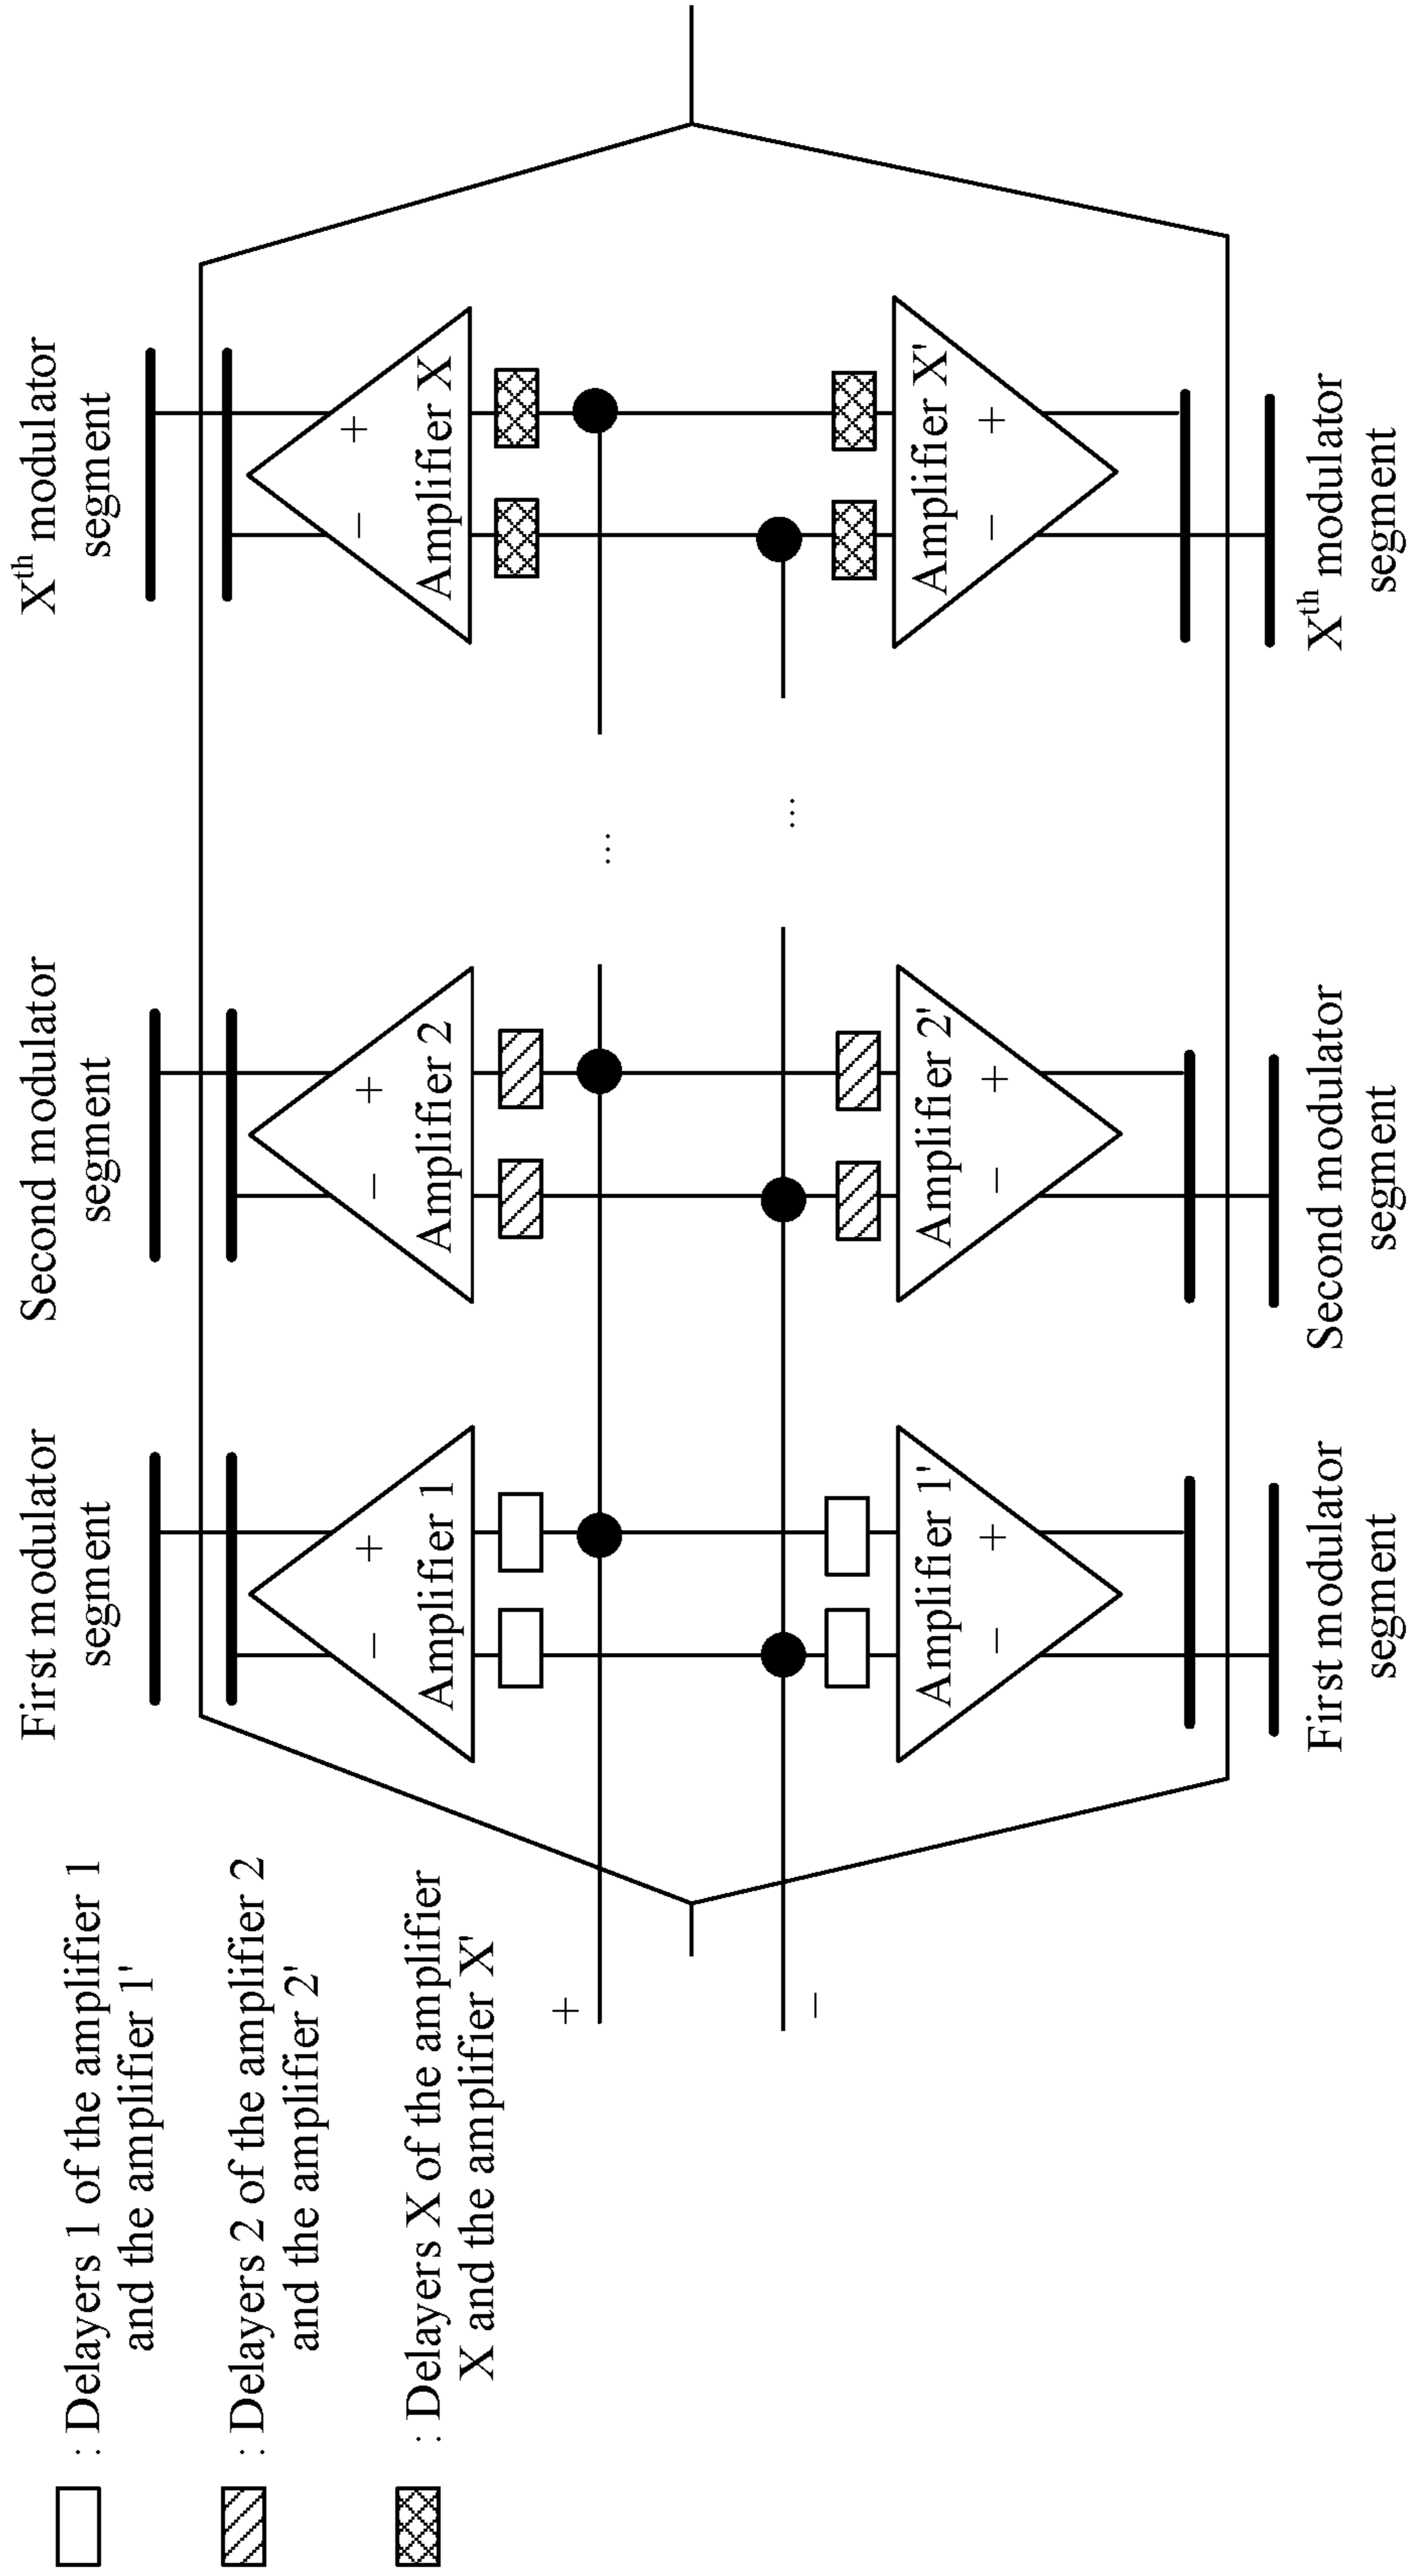 : Delayers 1 of the amplifier 1
and the amplifier 1'
: Delayers 2 of the amplifier 2
and the amplifier 2'
: Delayers X of the amplifier
X and the amplifier X'
First modulator
segment
Second modulator
segment
Xth modulator
segment
− +
Amplifier 1
− +
Amplifier 2
− +
Amplifier X
+
...
...
−
Amplifier 1'
− +
Amplifier 2'
− +
Amplifier X'
− +
First modulator
segment
Second modulator
segment
Xth modulator
segment